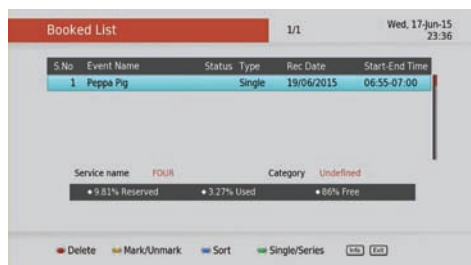 Booked List 1/1 Wed, 17-Jun-15
23:36
S.No Event Name Status Type Rec Date Start-End Time
1 Peppa Pig Single 19/06/2015 06:55-07:00
Service name FOUR Category Undefined
9.81% Reserved 3.27% Used 86% Free
Delete Mark/Unmark Sort Single/Series Info Exit